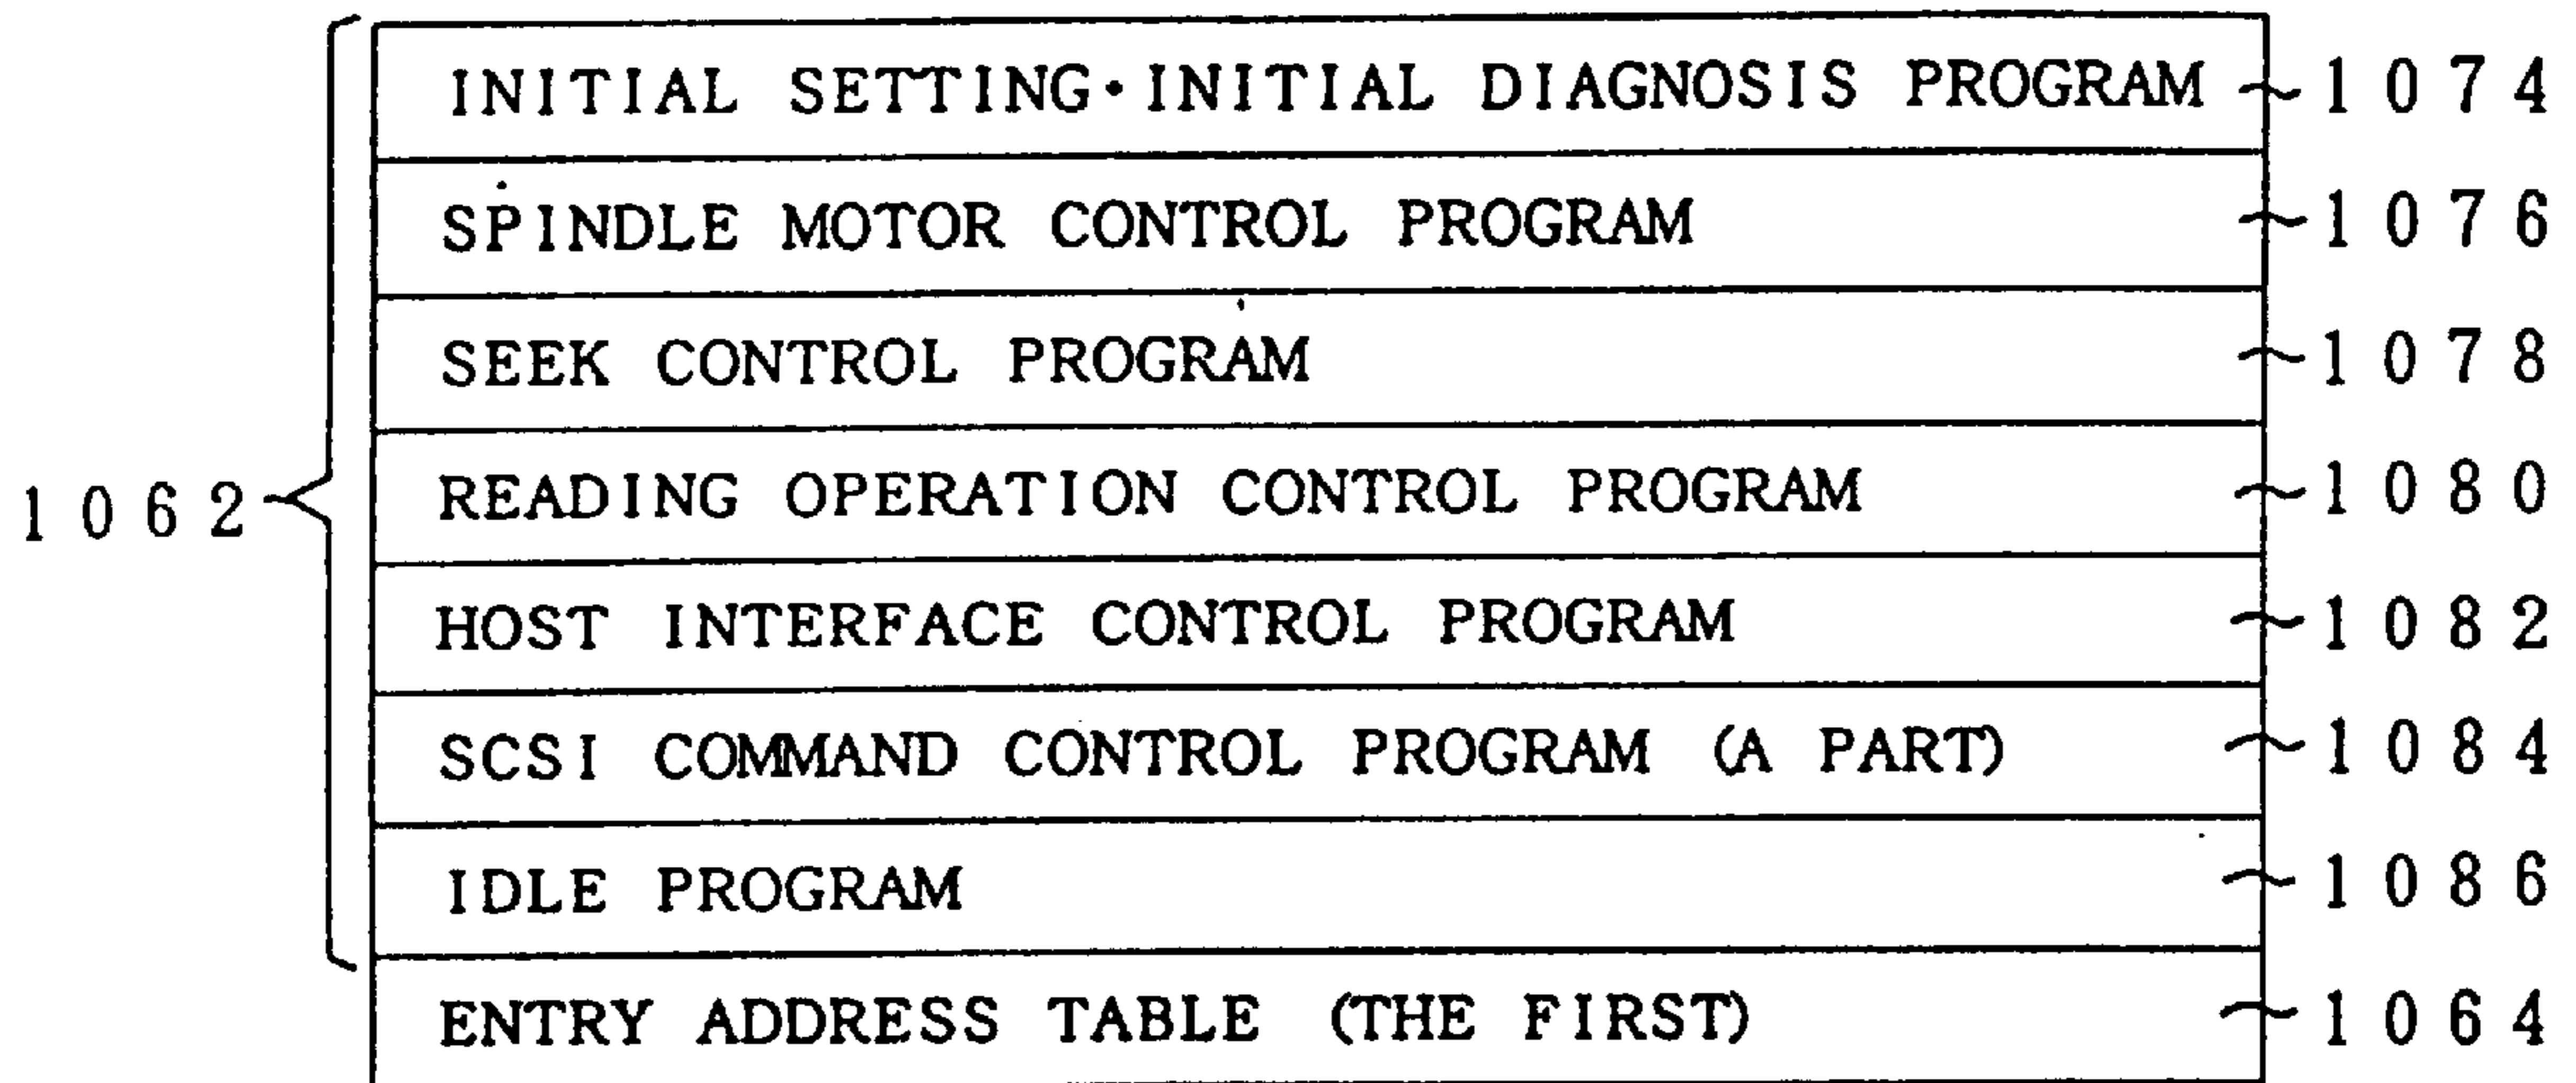 INITIAL SETTING・INITIAL DIAGNOSIS PROGRAM 1074
SPINDLE MOTOR CONTROL PROGRAM 1076
SEEK CONTROL PROGRAM 1078
READING OPERATION CONTROL PROGRAM 1080
1062
HOST INTERFACE CONTROL PROGRAM 1082
SCSI COMMAND CONTROL PROGRAM (A PART) 1084
IDLE PROGRAM 1086
ENTRY ADDRESS TABLE (THE FIRST) 1064